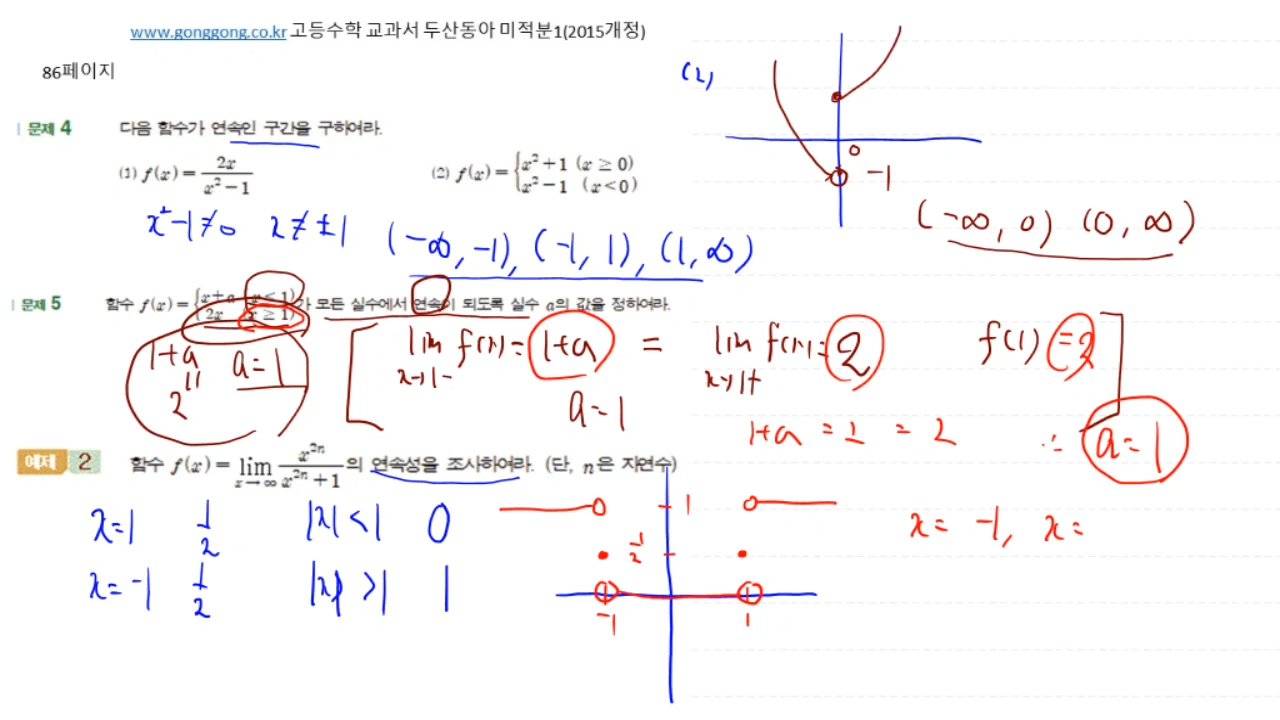 www.gonggong.co.kr 고등수학 교과서 두산동아 미적분1(2015개정)
86페이지
(2)
문제 4 다음 함수가 연속인 구간을 구하여라.
(1) f(x) = 2x / (x² − 1) (2) f(x) = { x² + 1 (x ≥ 0)
x² − 1 (x < 0)
0
−1
x² − 1 ≠ 0 x ≠ ±1 (−∞, −1), (−1, 1), (1, ∞)
(−∞, 0) (0, ∞)
문제 5 함수 f(x) = { x + a (x < 1)
2x (x ≥ 1) 가 모든 실수에서 연속이 되도록 실수 a의 값을 정하여라.
1+a a = 1
"
2
lim f(x) = 1+a = lim f(x) = 2 f(1) = 2
x→1− x→1+
a = 1
1+a = 2 = 2 ∴ a = 1
예제 2 함수 f(x) = lim x→∞ x²ⁿ / (x²ⁿ + 1) 의 연속성을 조사하여라. (단, n은 자연수)
x = 1 1/2 |x| < 1 0
x = −1 1/2 |x| > 1 1
1
1/2
−1 1
x = −1, x =